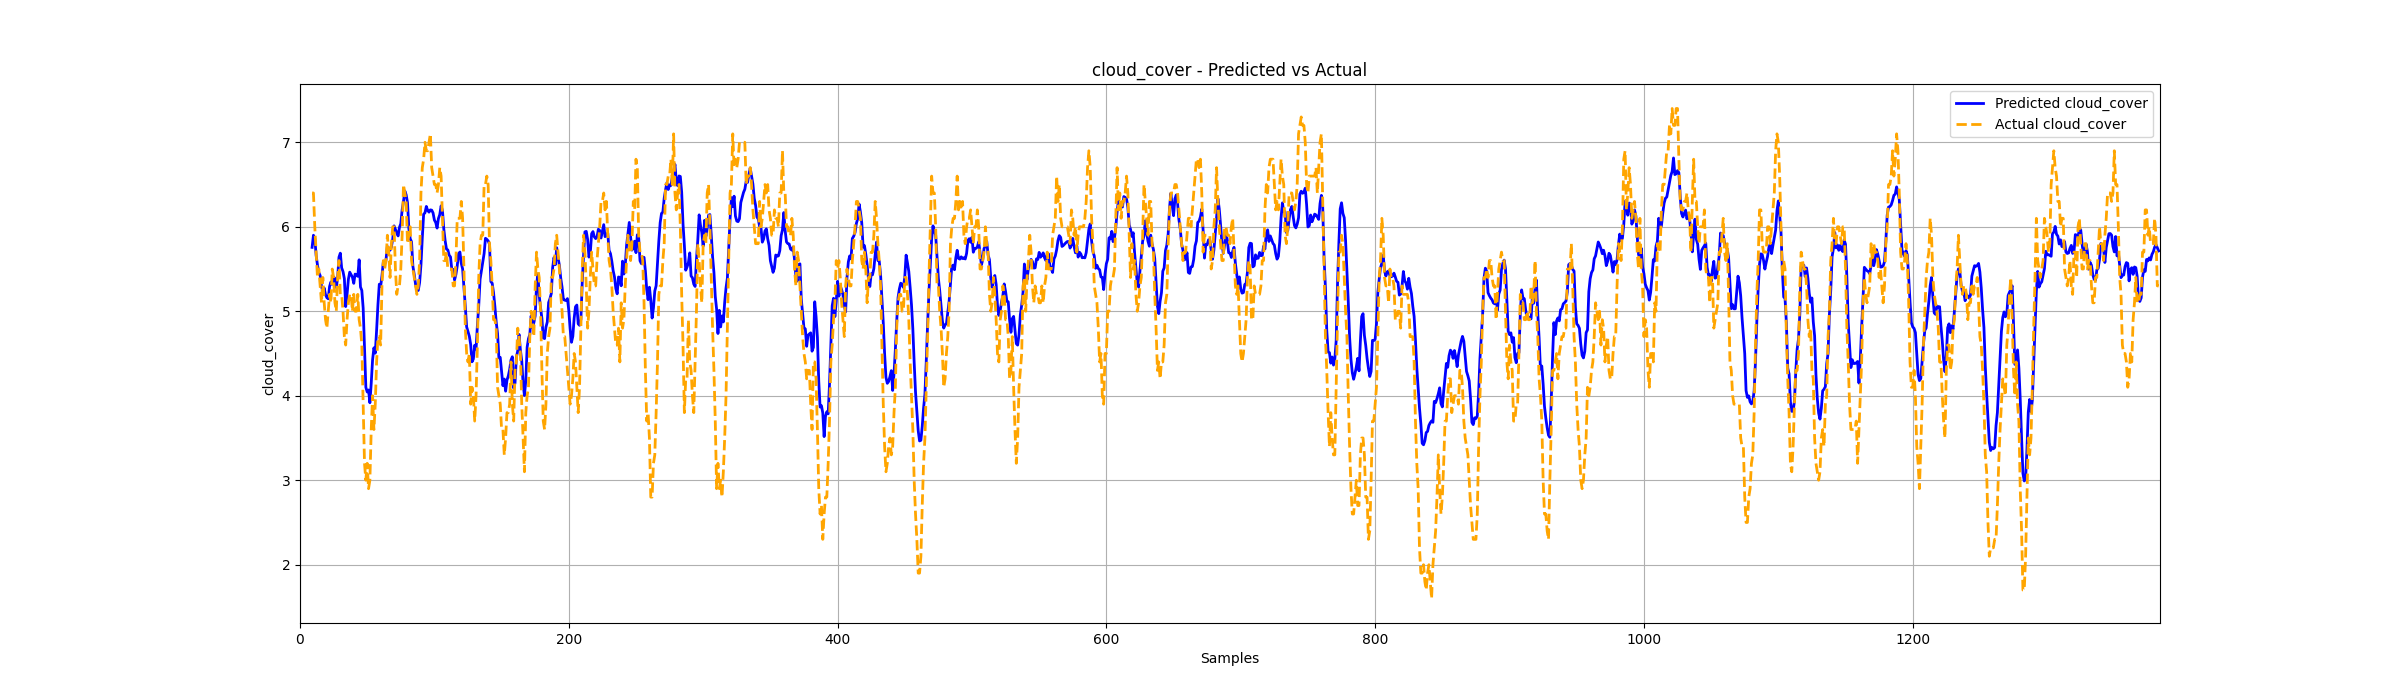 cloud_cover - Predicted vs Actual
Predicted cloud_cover
Actual cloud_cover
7
6
5
4
3
2
cloud_cover
0 200 400 600 800 1000 1200
Samples